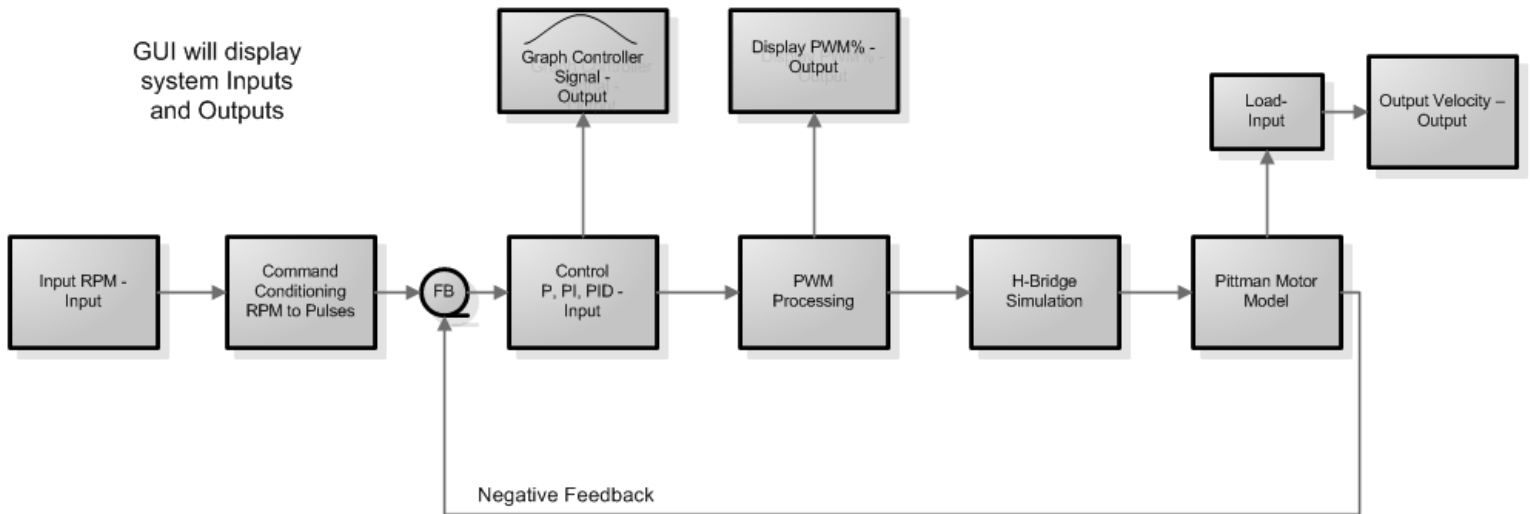 GUI will display
system Inputs
and Outputs
Graph Controller
Signal -
Output
Display PWM% -
Output
Load-
Input
Output Velocity –
Output
Input RPM -
Input
Command
Conditioning
RPM to Pulses
FB
Control
P, PI, PID -
Input
PWM
Processing
H-Bridge
Simulation
Pittman Motor
Model
Negative Feedback